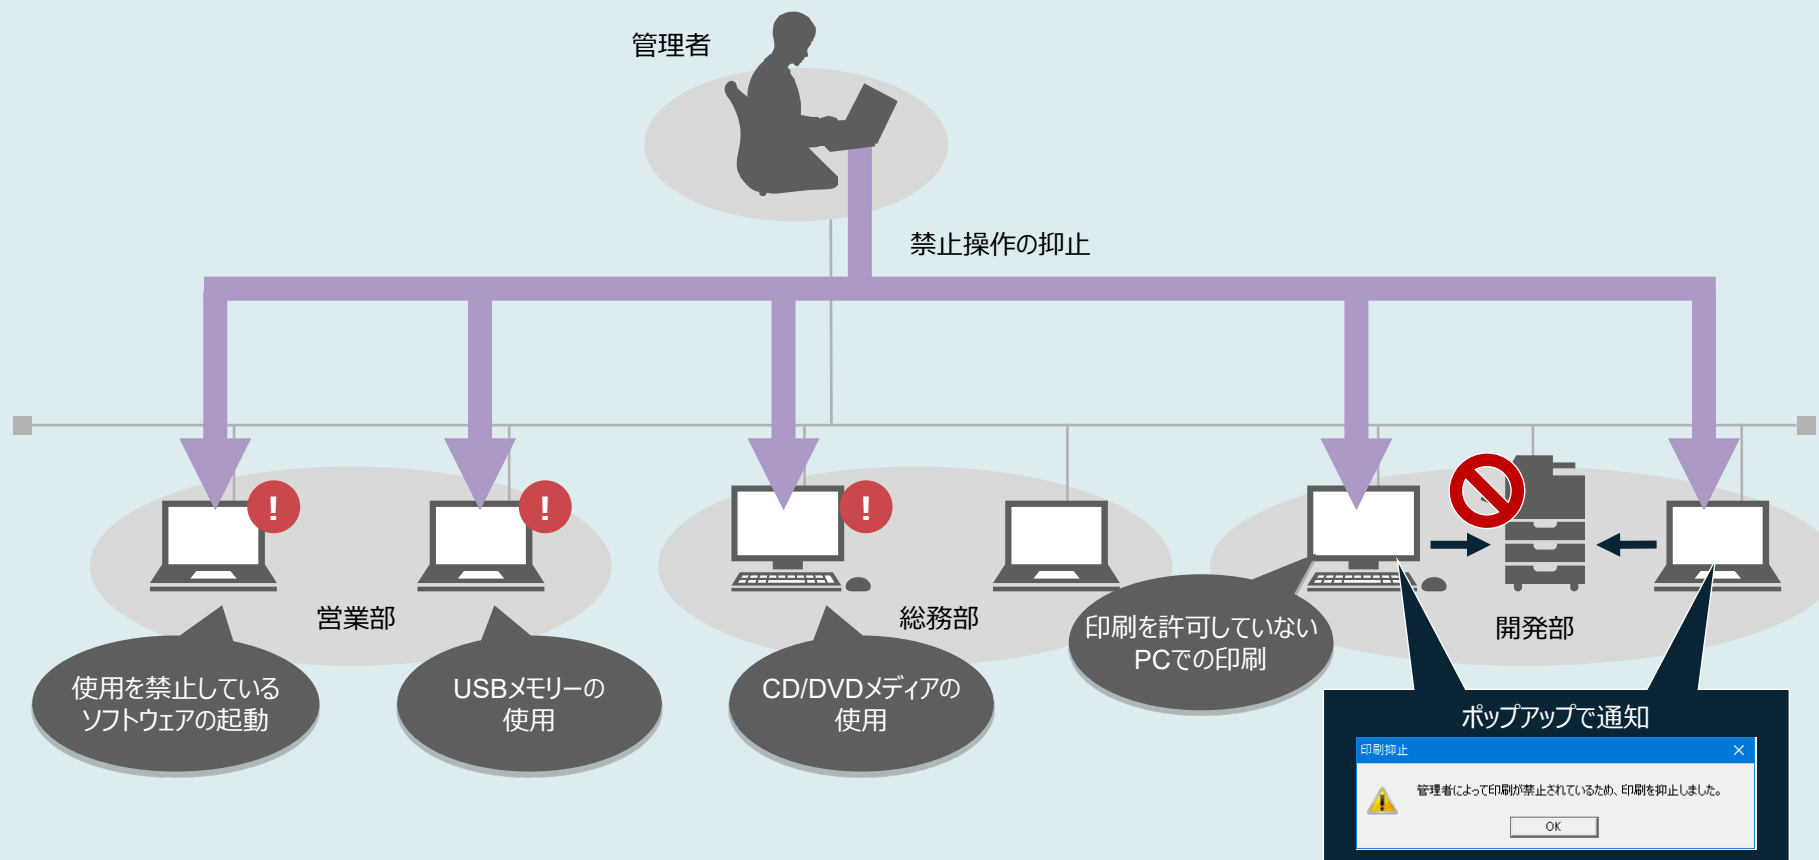 管理者
禁止操作の抑止
営業部
総務部
開発部
使用を禁止している
ソフトウェアの起動
USBメモリーの
使用
CD/DVDメディアの
使用
印刷を許可していない
PCでの印刷
ポップアップで通知
印刷抑止
管理者によって印刷が禁止されているため、印刷を抑止しました。
OK